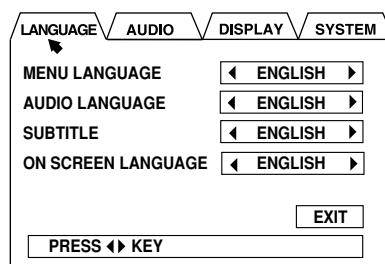 LANGUAGE AUDIO DISPLAY SYSTEM
MENU LANGUAGE ENGLISH
AUDIO LANGUAGE ENGLISH
SUBTITLE ENGLISH
ON SCREEN LANGUAGE ENGLISH
EXIT
PRESS ◀▶ KEY